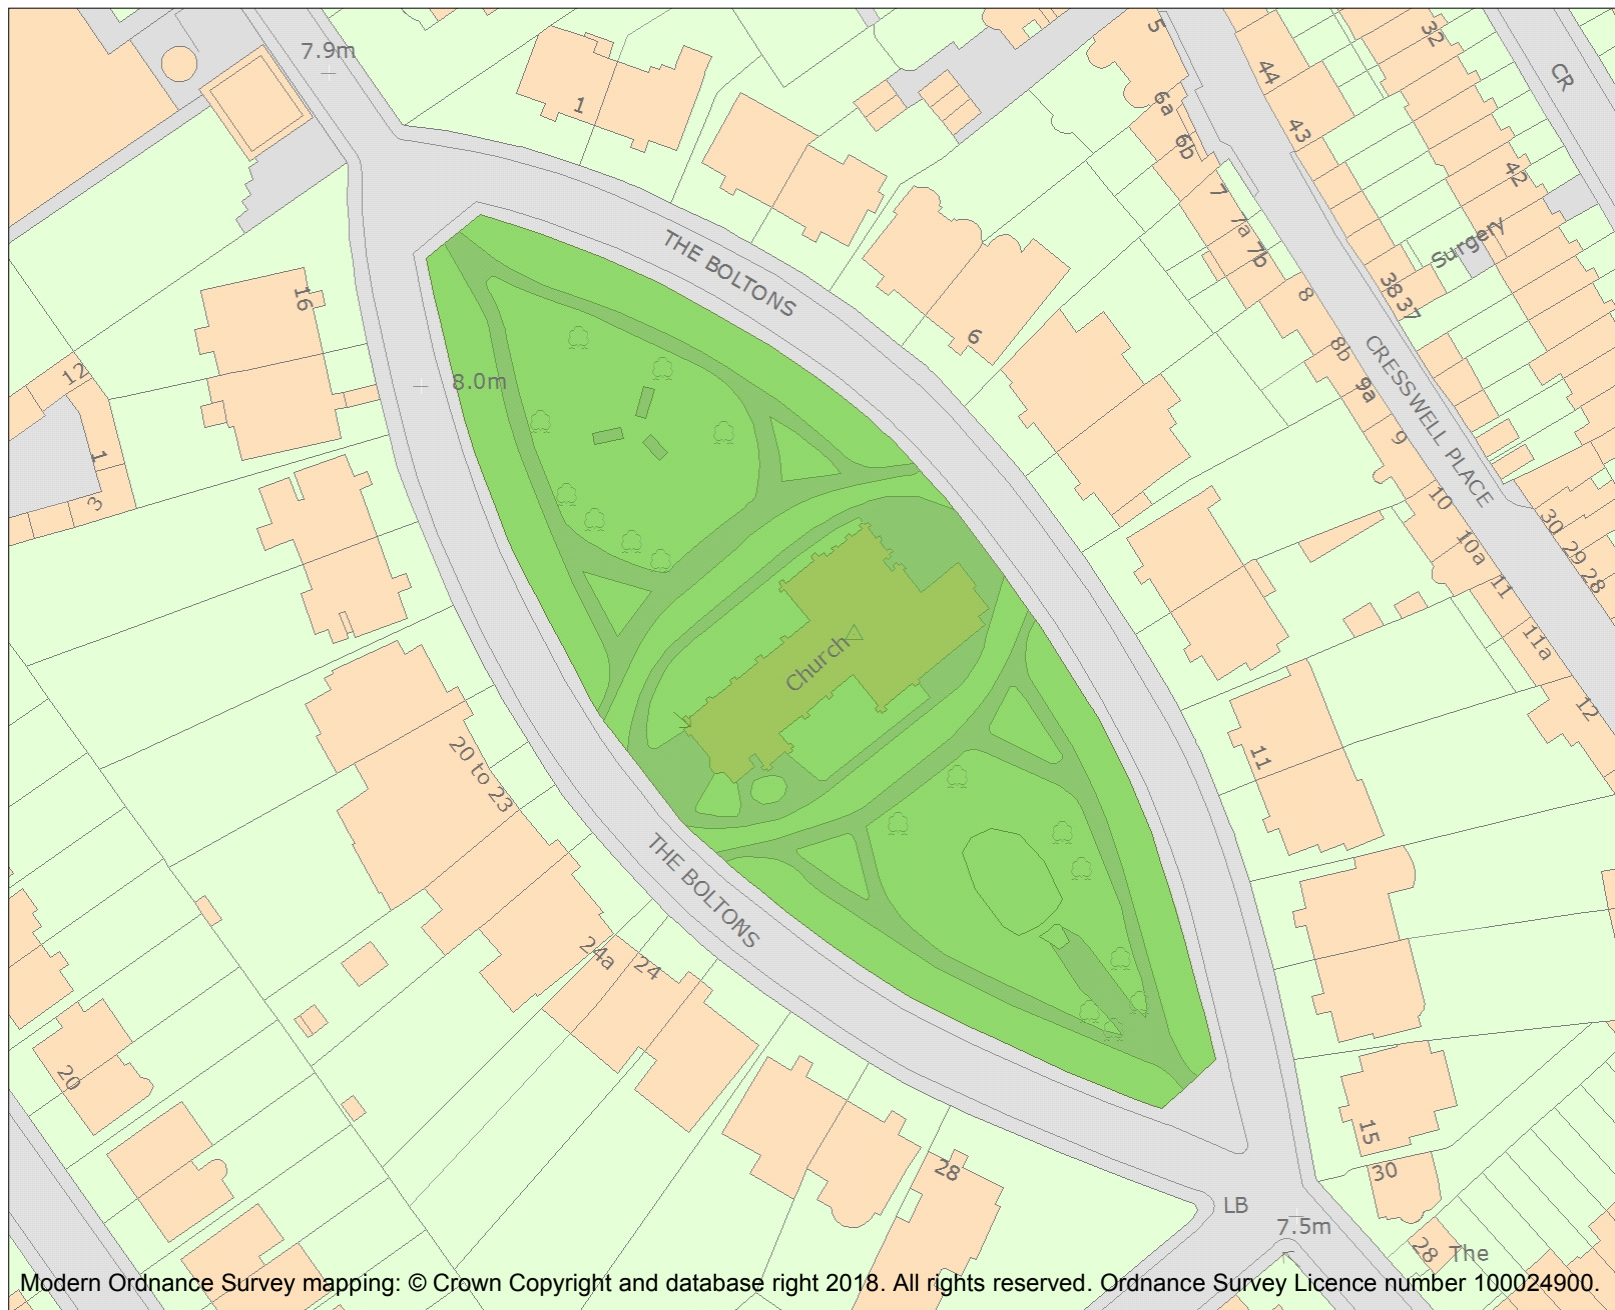 7.9m
1
5
44
32
CR
6a
43
6b
42
7
7a
Surgery
7b
THE BOLTONS
8
38
37
16
6
8b
CRESSWELL PLACE
12
8.0m
9a
9
1
3
10
30
10a
29
28
11
11a
Church
12
11
20 to 23
THE BOLTONS
24a
24
20
15
28
30
LB
7.5m
28
The
Modern Ordnance Survey mapping: © Crown Copyright and database right 2018. All rights reserved. Ordnance Survey Licence number 100024900.